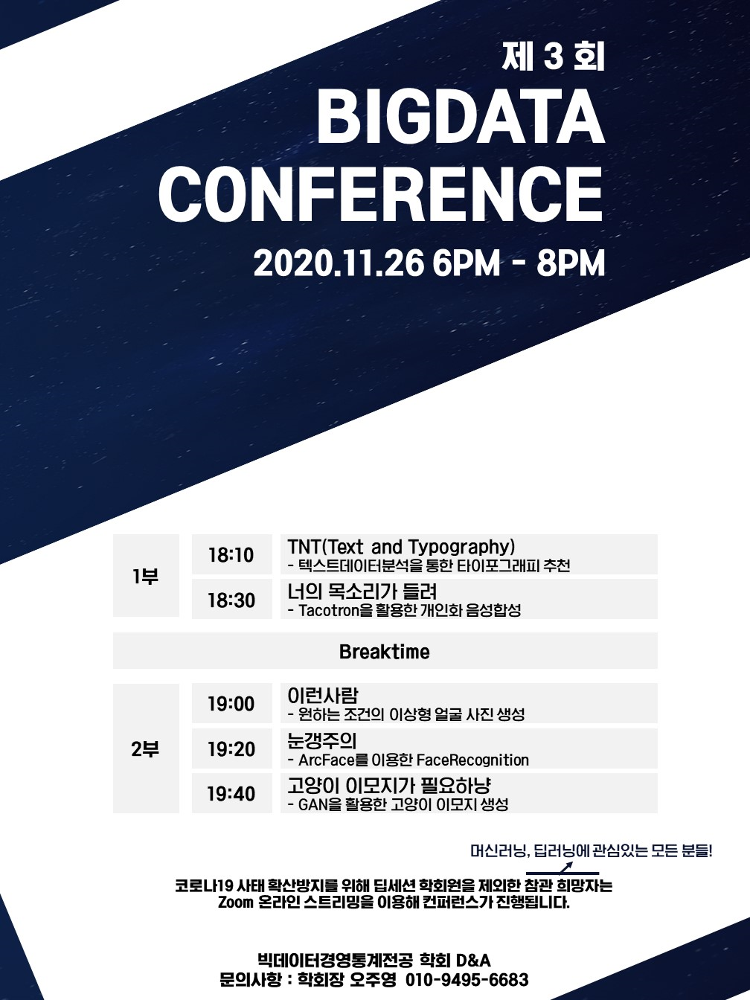 제 3 회
BIGDATA
CONFERENCE
2020.11.26 6PM - 8PM
1부
18:10
TNT(Text and Typography)
- 텍스트데이터분석을 통한 타이포그래피 추천
18:30
너의 목소리가 들려
- Tacotron을 활용한 개인화 음성합성
Breaktime
2부
19:00
이런사람
- 원하는 조건의 이상형 얼굴 사진 생성
19:20
눈갱주의
- ArcFace를 이용한 FaceRecognition
19:40
고양이 이모지가 필요하냥
- GAN을 활용한 고양이 이모지 생성
머신러닝, 딥러닝에 관심있는 모든 분들!
코로나19 사태 확산방지를 위해 딥세션 학회원을 제외한 참관 희망자는
Zoom 온라인 스트리밍을 이용해 컨퍼런스가 진행됩니다.
빅데이터경영통계전공 학회 D&A
문의사항 : 학회장 오주영 010-9495-6683